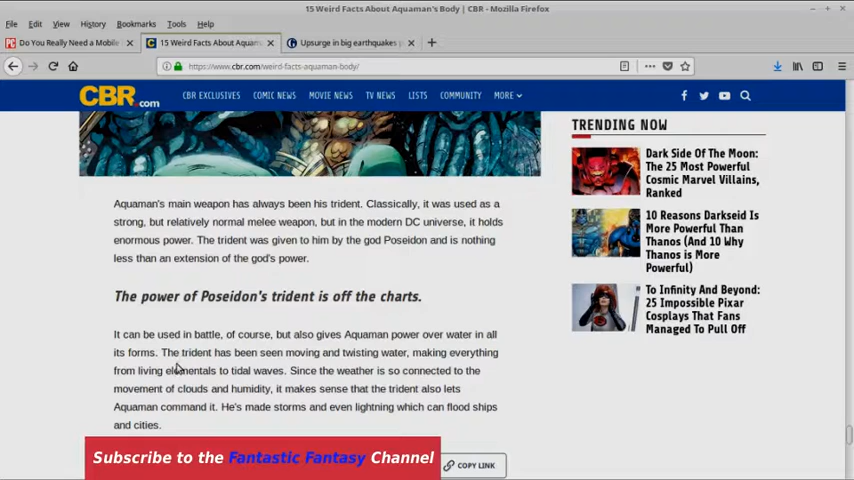 15 Weird Facts About Aquaman's Body | CBR - Mozilla Firefox
File Edit View History Bookmarks Tools Help
Do You Really Need a Mobile
15 Weird Facts About Aquaman
Upsurge in big earthquakes
https://www.cbr.com/weird-facts-aquaman-body/
CBR.com
CBR EXCLUSIVES COMIC NEWS MOVIE NEWS TV NEWS LISTS COMMUNITY MORE
TRENDING NOW
Dark Side Of The Moon:
The 25 Most Powerful
Cosmic Marvel Villains,
Ranked
10 Reasons Darkseid Is
More Powerful Than
Thanos (And 10 Why
Thanos is More
Powerful)
To Infinity And Beyond:
25 Impossible Pixar
Cosplays That Fans
Managed To Pull Off
Aquaman's main weapon has always been his trident. Classically, it was used as a
strong, but relatively normal melee weapon, but in the modern DC universe, it holds
enormous power. The trident was given to him by the god Poseidon and is nothing
less than an extension of the god's power.
The power of Poseidon's trident is off the charts.
It can be used in battle, of course, but also gives Aquaman power over water in all
its forms. The trident has been seen moving and twisting water, making everything
from living elementals to tidal waves. Since the weather is so connected to the
movement of clouds and humidity, it makes sense that the trident also lets
Aquaman command it. He's made storms and even lightning which can flood ships
and cities.
Subscribe to the Fantastic Fantasy Channel
COPY LINK